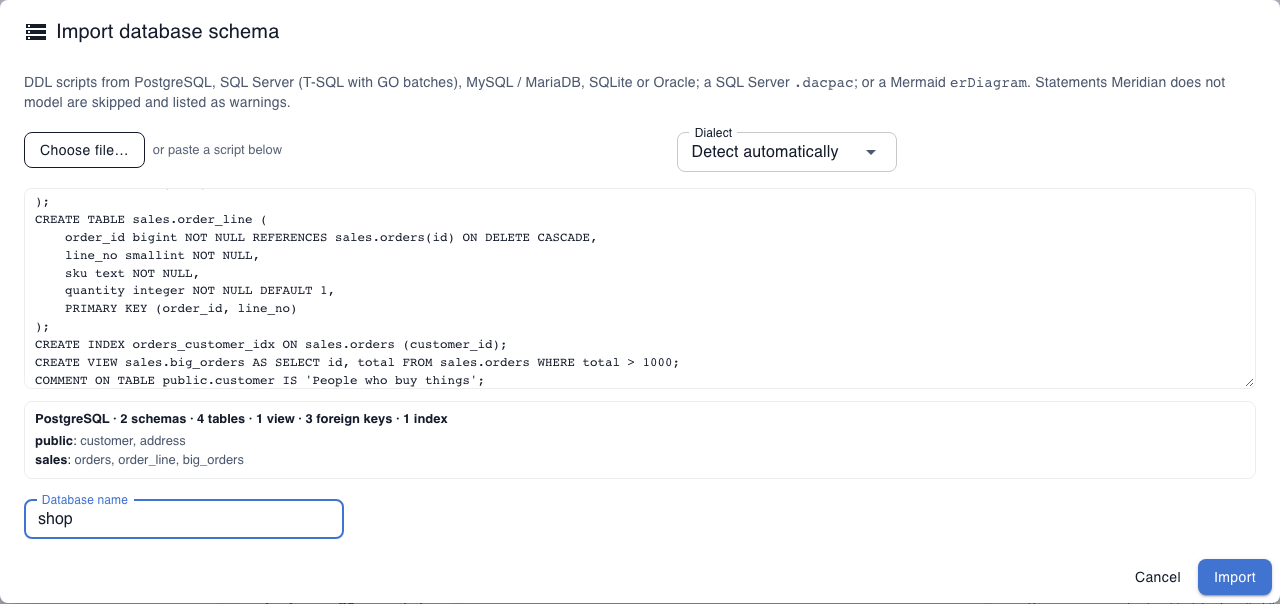 Import database schema
DDL scripts from PostgreSQL, SQL Server (T-SQL with GO batches), MySQL / MariaDB, SQLite or Oracle; a SQL Server .dacpac; or a Mermaid erDiagram. Statements Meridian does not
model are skipped and listed as warnings.
Choose file...
or paste a script below
Dialect
Detect automatically
);
CREATE TABLE sales.order_line (
    order_id bigint NOT NULL REFERENCES sales.orders(id) ON DELETE CASCADE,
    line_no smallint NOT NULL,
    sku text NOT NULL,
    quantity integer NOT NULL DEFAULT 1,
    PRIMARY KEY (order_id, line_no)
);
CREATE INDEX orders_customer_idx ON sales.orders (customer_id);
CREATE VIEW sales.big_orders AS SELECT id, total FROM sales.orders WHERE total > 1000;
COMMENT ON TABLE public.customer IS 'People who buy things';
PostgreSQL · 2 schemas · 4 tables · 1 view · 3 foreign keys · 1 index
public: customer, address
sales: orders, order_line, big_orders
Database name
shop
Cancel
Import